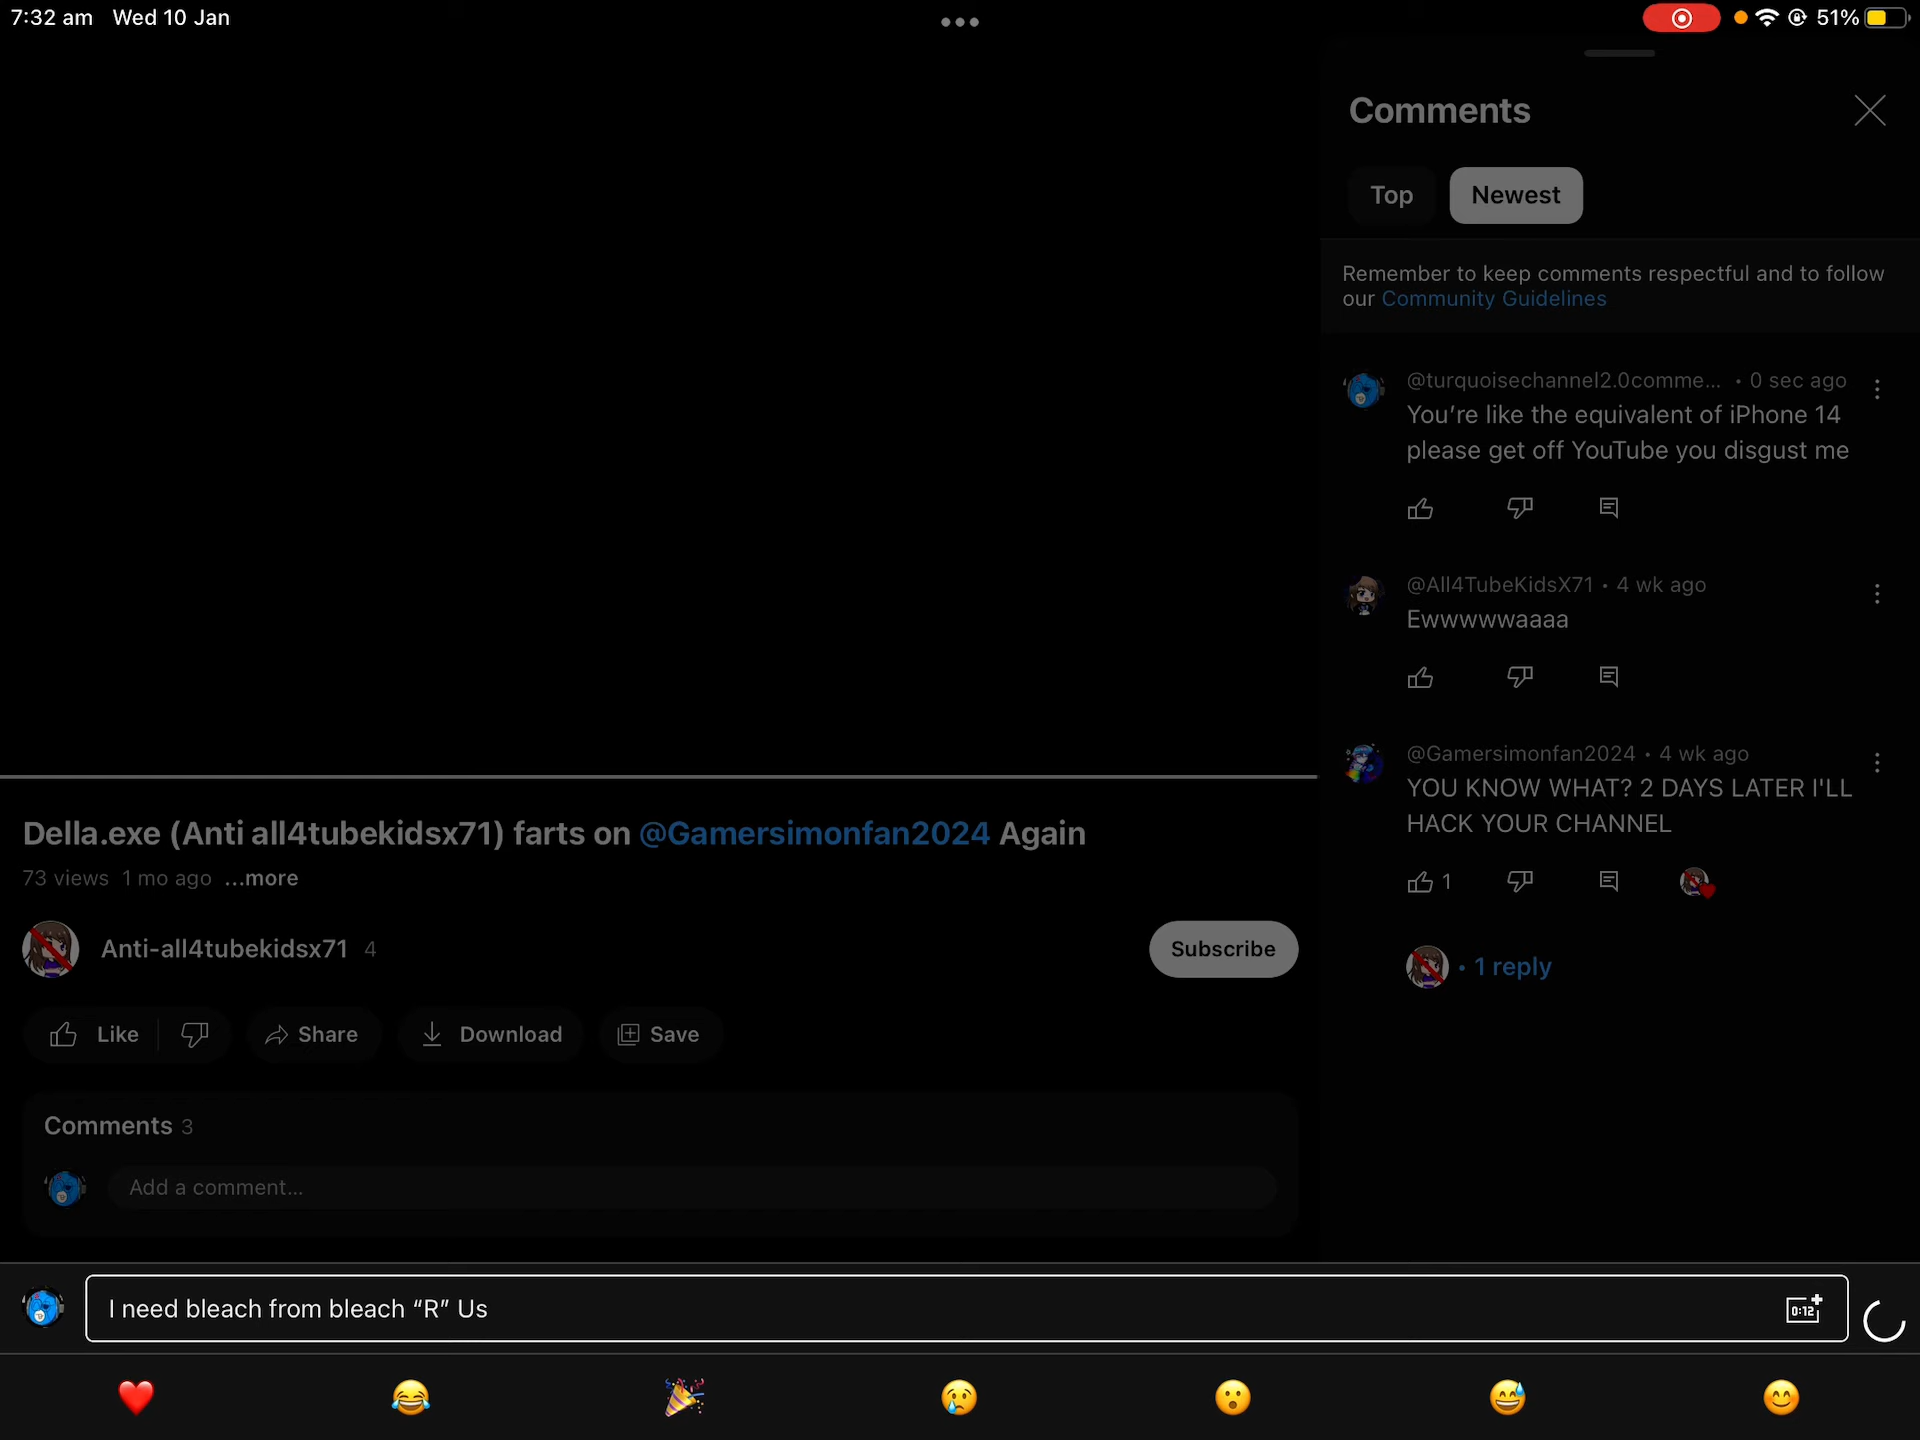 7:32 am Wed 10 Jan
51%
Comments
Top Newest
Remember to keep comments respectful and to follow
our Community Guidelines
@turquoisechannel2.0comme... • 0 sec ago
You’re like the equivalent of iPhone 14
please get off YouTube you disgust me
@All4TubeKidsX71 • 4 wk ago
Ewwwwwaaaa
@Gamersimonfan2024 • 4 wk ago
YOU KNOW WHAT? 2 DAYS LATER I'LL
HACK YOUR CHANNEL
1
• 1 reply
Della.exe (Anti all4tubekidsx71) farts on @Gamersimonfan2024 Again
73 views 1 mo ago ...more
Anti-all4tubekidsx71 4
Subscribe
Like Share Download Save
Comments 3
Add a comment...
I need bleach from bleach “R” Us
0:12